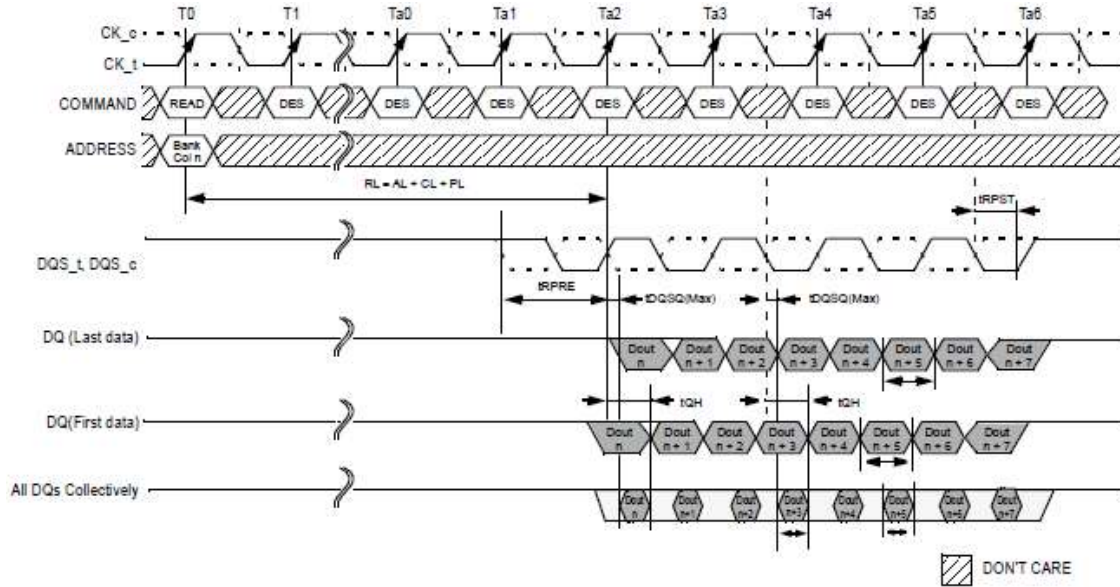 T0 T1 Ta0 Ta1 Ta2 Ta3 Ta4 Ta5 Ta6
CK_c
CK_t
COMMAND READ DES DES DES DES DES DES DES DES
ADDRESS Bank Col n
RL = AL + CL + PL
tRPST
DQS_t, DQS_c
tRPRE tDQSQ(Max) tDQSQ(Max)
DQ (Last data) Dout n Dout n + 1 Dout n + 2 Dout n + 3 Dout n + 4 Dout n + 5 Dout n + 6 Dout n + 7
tQH tQH
DQ(First data) Dout n Dout n + 1 Dout n + 2 Dout n + 3 Dout n + 4 Dout n + 5 Dout n + 6 Dout n + 7
All DQs Collectively Dout n Dout n+1 Dout n+2 Dout n+3 Dout n+4 Dout n+5 Dout n+6 Dout n+7
DON'T CARE